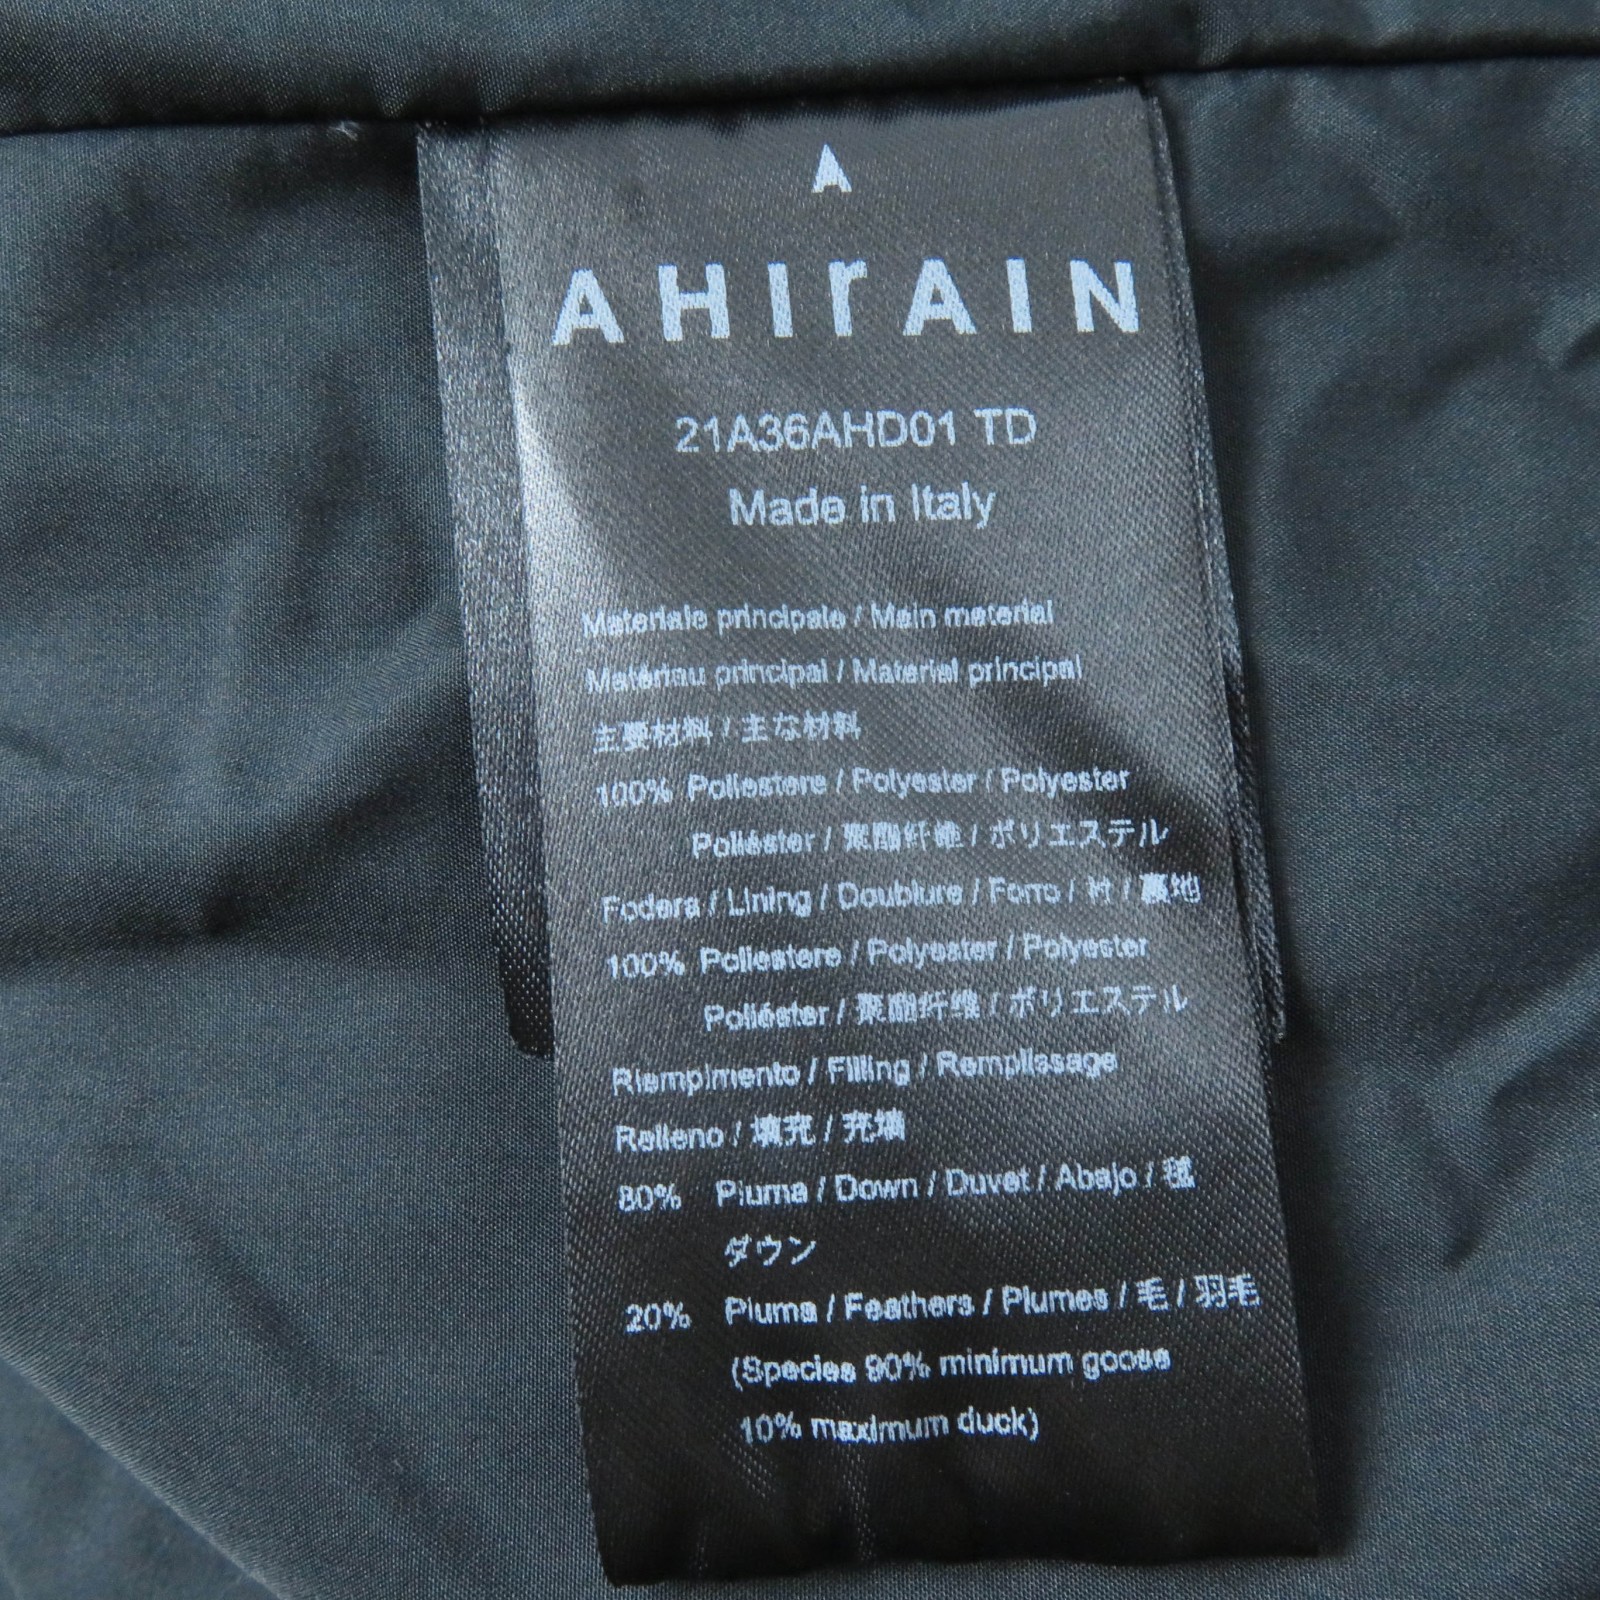 AHIrAIN
21A36AHD01 TD
Made in Italy
Materiale principale / Main material
Matériau principal / Material principal
主要材料 / 主な材料
100% Poliestere / Polyester / Polyester
Poliéster / 聚酯纤维 / ポリエステル
Fodera / Lining / Doublure / Forro / 衬 / 裏地
100% Poliestere / Polyester / Polyester
Poliéster / 聚酯纤维 / ポリエステル
Riempimento / Filling / Remplissage
Relleno / 填充 / 充填
80% Piuma / Down / Duvet / Abajo / 毯
ダウン
20% Piuma / Feathers / Plumes / 毛 / 羽毛
(Species 90% minimum goose
10% maximum duck)